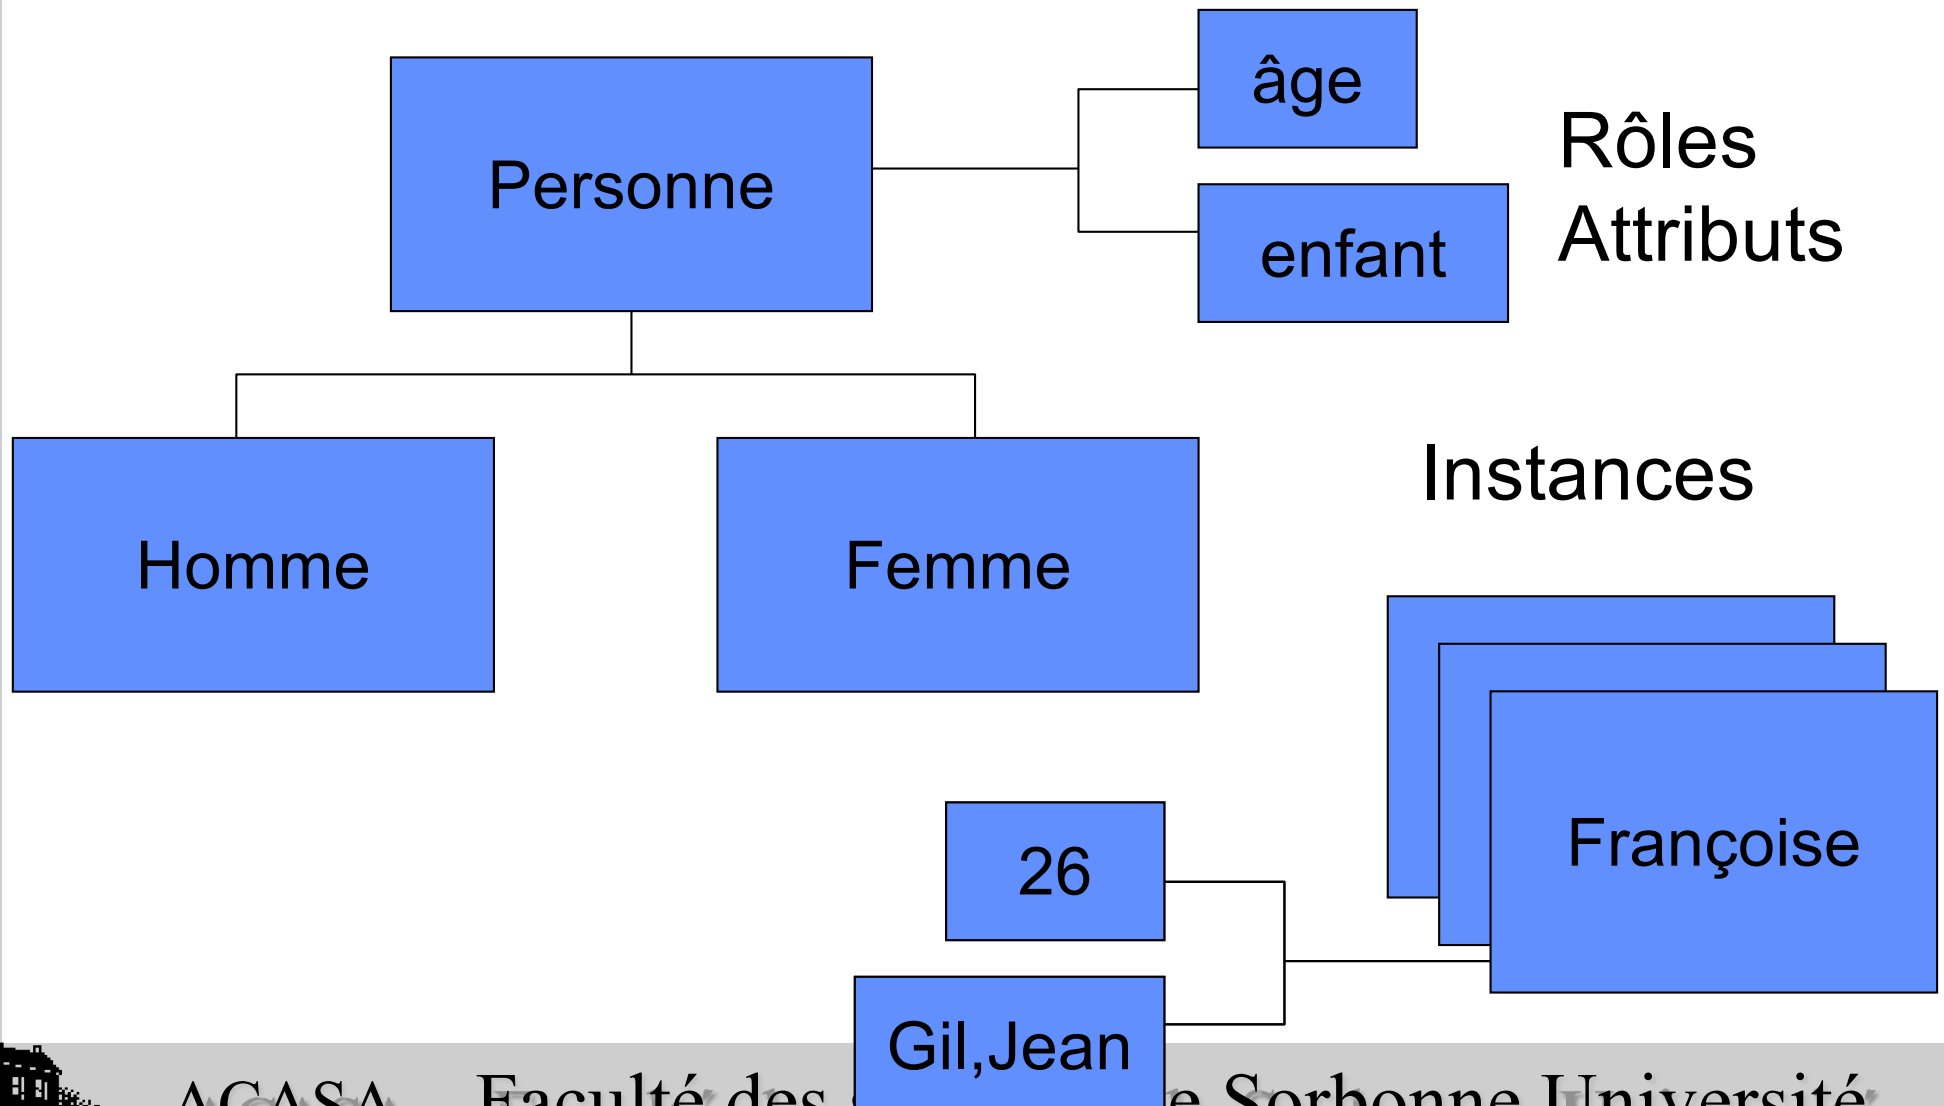 âge
Personne
Rôles
Attributs
enfant
Instances
Homme
Femme
Françoise
26
Gil,Jean
ACASA Faculté des Sorbonne Université